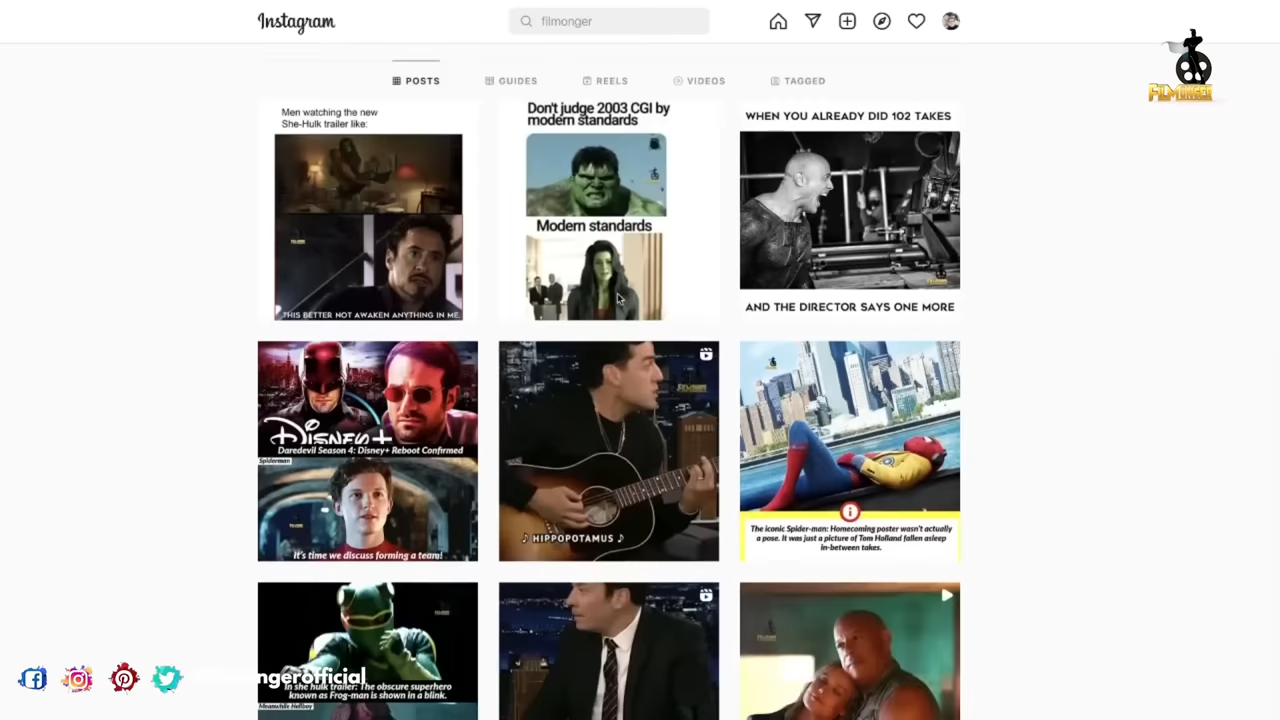 Instagram
filmonger
FILMONGER
POSTS
GUIDES
REELS
VIDEOS
TAGGED
Men watching the new
She-Hulk trailer like:
THIS BETTER NOT AWAKEN ANYTHING IN ME.
Don't judge 2003 CGI by
modern standards
Modern standards
WHEN YOU ALREADY DID 102 TAKES
AND THE DIRECTOR SAYS ONE MORE
DISNEY+
Daredevil Season 4: Disney+ Reboot Confirmed
Spiderman
It's time we discuss forming a team!
♪ HIPPOPOTAMUS ♪
The iconic Spider-man: Homecoming poster wasn't actually
a pose. It was just a picture of Tom Holland fallen asleep
in-between takes.
In she hulk trailer: The obscure superhero
known as Frog-man is shown in a blink.
Meanwhile Hellboy
ngerofficial